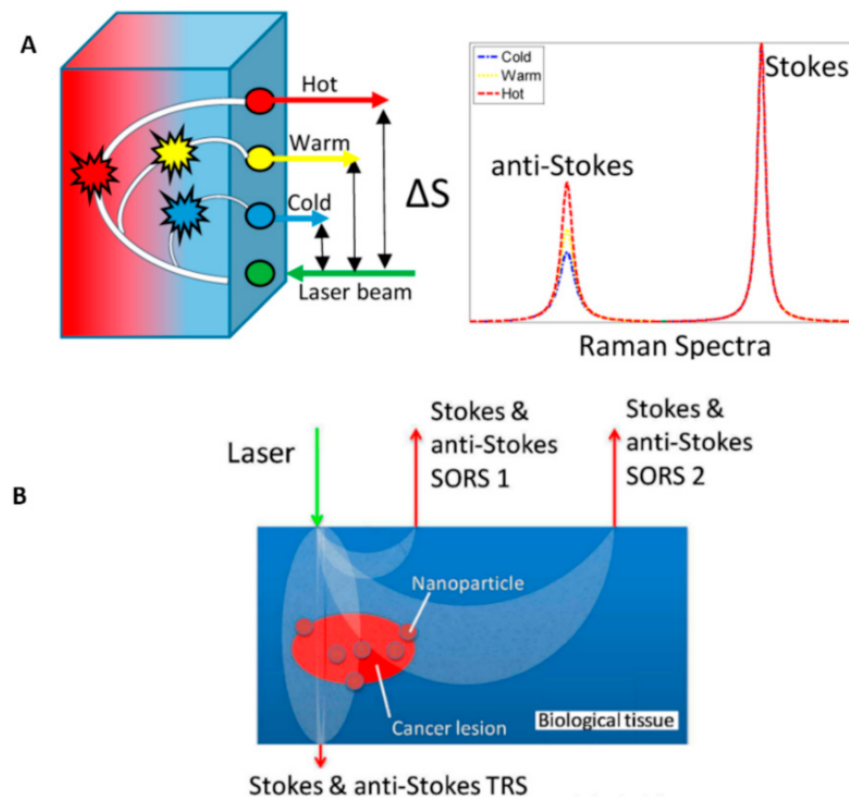 A
Hot
Warm
Cold
ΔS
Laser beam
Cold
Warm
Hot
Stokes
anti-Stokes
Raman Spectra
B
Laser
Stokes &
anti-Stokes
SORS 1
Stokes &
anti-Stokes
SORS 2
Nanoparticle
Cancer lesion
Biological tissue
Stokes & anti-Stokes TRS